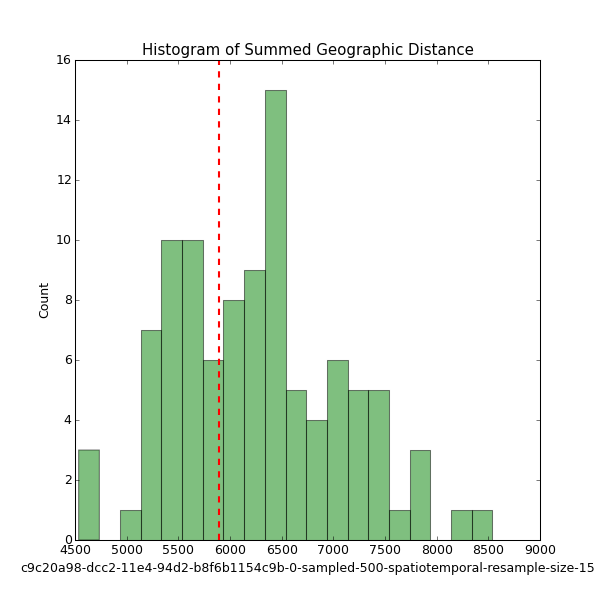 Histogram of Summed Geographic Distance
16
14
12
10
8
6
4
2
0
Count
4500 5000 5500 6000 6500 7000 7500 8000 8500 9000
c9c20a98-dcc2-11e4-94d2-b8f6b1154c9b-0-sampled-500-spatiotemporal-resample-size-15